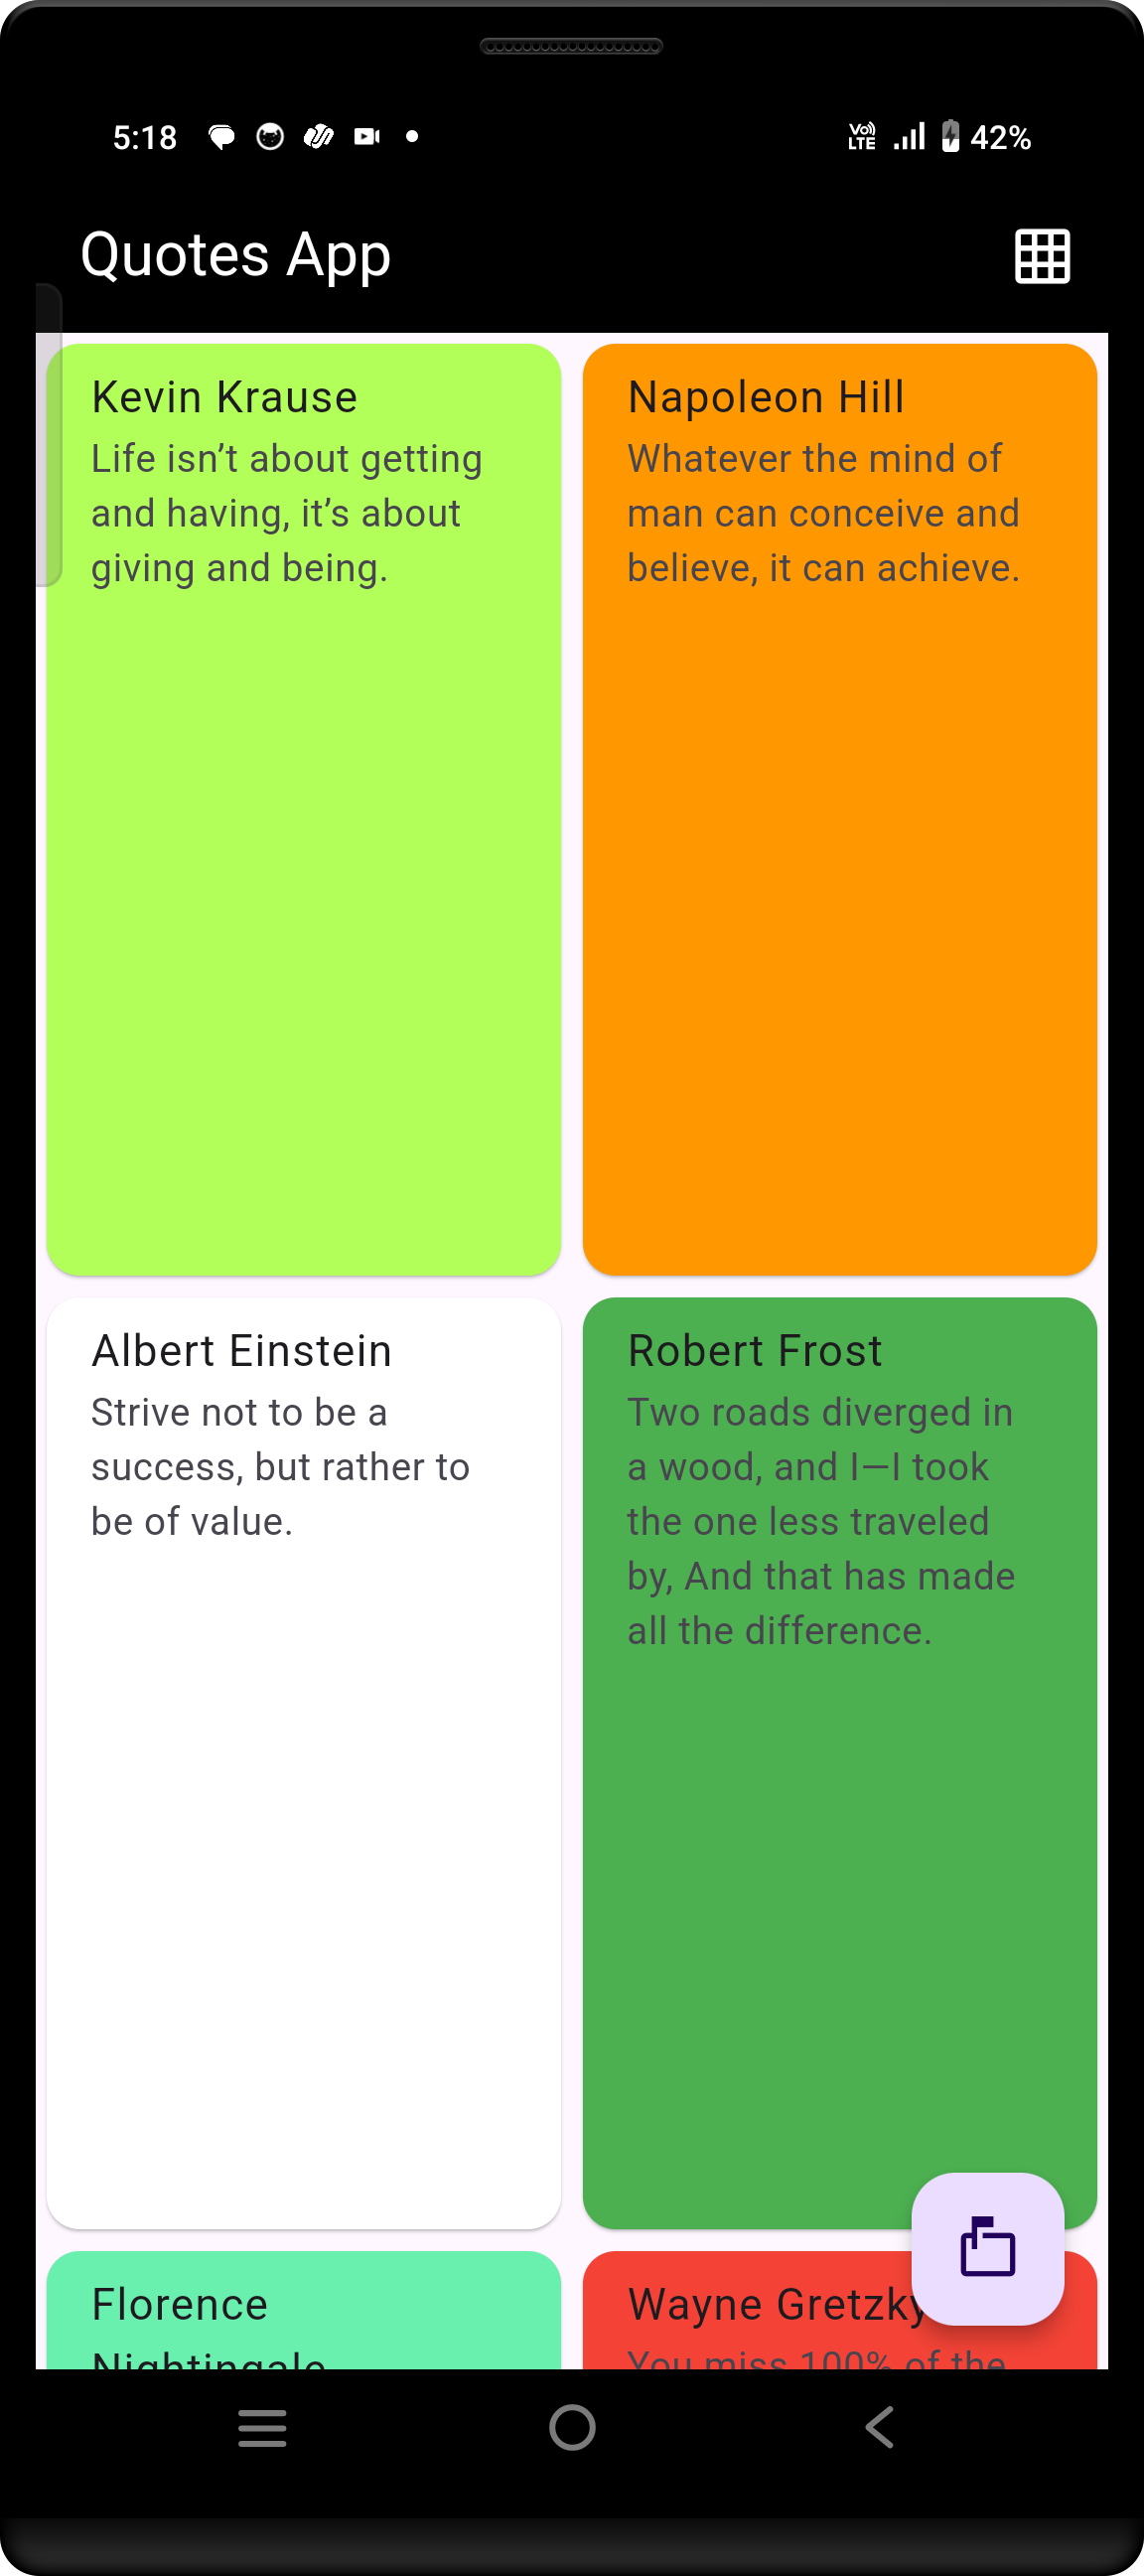 5:18
Vo) LTE 42%
Quotes App
Kevin Krause
Life isn’t about getting
and having, it’s about
giving and being.
Napoleon Hill
Whatever the mind of
man can conceive and
believe, it can achieve.
Albert Einstein
Strive not to be a
success, but rather to
be of value.
Robert Frost
Two roads diverged in
a wood, and I—I took
the one less traveled
by, And that has made
all the difference.
Florence
Nightingale
Wayne Gretzky
You miss 100% of the